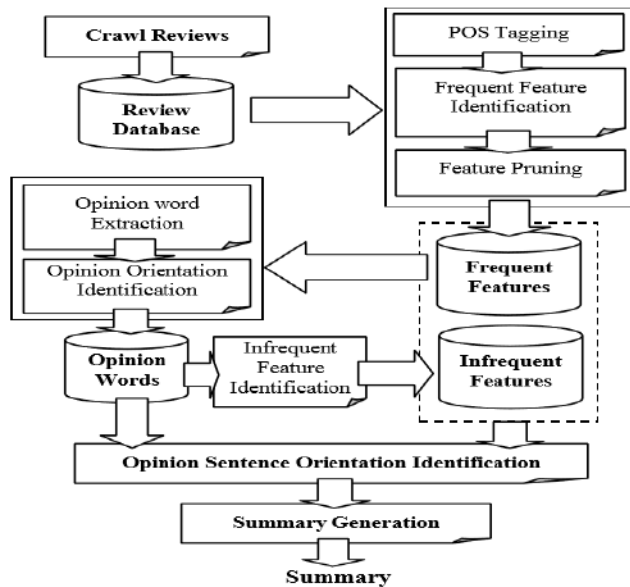 Crawl Reviews
Review
Database
POS Tagging
Frequent Feature
Identification
Feature Pruning
Opinion word
Extraction
Opinion Orientation
Identification
Frequent
Features
Opinion
Words
Infrequent
Feature
Identification
Infrequent
Features
Opinion Sentence Orientation Identification
Summary Generation
Summary